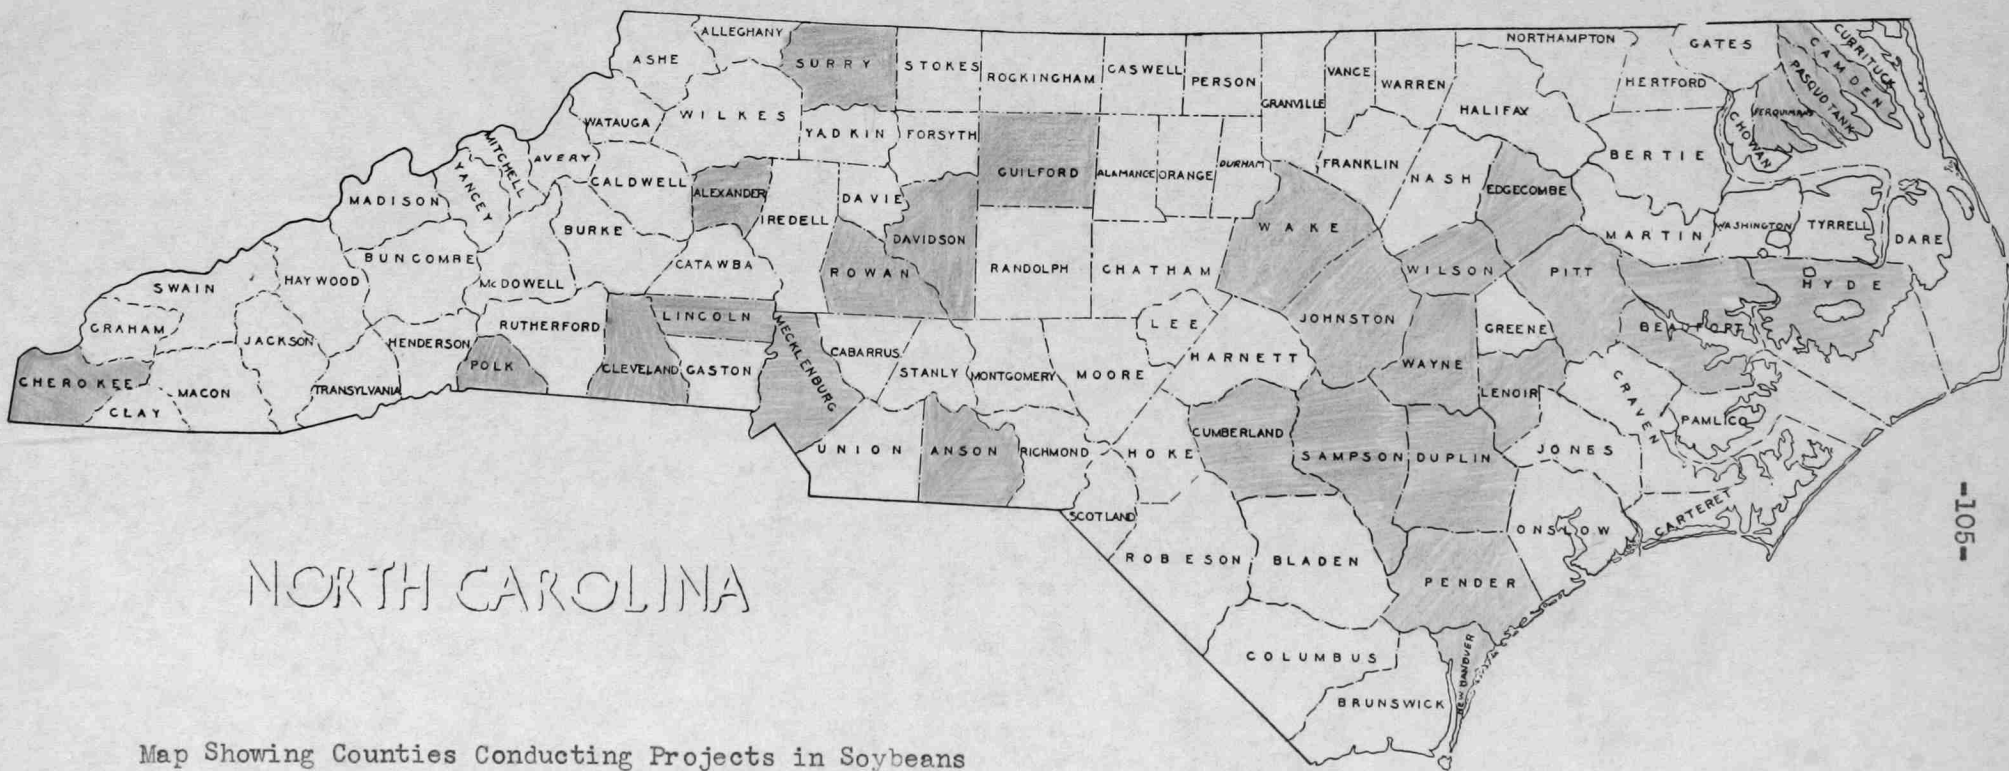 ALLEGHANY
ASHE
SURRY
STOKES
ROCKINGHAM
CASWELL
PERSON
GRANVILLE
VANCE
WARREN
NORTHAMPTON
GATES
HERTFORD
HALIFAX
CURRITUCK
CAMDEN
PASQUOTANK
PERQUIMANS
CHOWAN
WATAUGA
WILKES
YADKIN
FORSYTH
GUILFORD
ALAMANCE
ORANGE
DURHAM
FRANKLIN
NASH
EDGECOMBE
BERTIE
MITCHELL
AVERY
YANCEY
MADISON
CALDWELL
ALEXANDER
IREDELL
DAVIE
DAVIDSON
WAKE
MARTIN
WASHINGTON
TYRRELL
DARE
BURKE
BUNCOMBE
McDOWELL
CATAWBA
ROWAN
RANDOLPH
CHATHAM
WILSON
PITT
HYDE
BEAUFORT
SWAIN
HAYWOOD
GRAHAM
JACKSON
HENDERSON
RUTHERFORD
LINCOLN
MECKLENBURG
CABARRUS
STANLY
MONTGOMERY
MOORE
LEE
HARNETT
JOHNSTON
GREENE
WAYNE
LENOIR
CRAVEN
PAMLICO
CHEROKEE
CLAY
MACON
TRANSYLVANIA
POLK
CLEVELAND
GASTON
UNION
ANSON
RICHMOND
HOKE
CUMBERLAND
SAMPSON
DUPLIN
JONES
CARTERET
SCOTLAND
ROBESON
BLADEN
ONSLOW
PENDER
COLUMBUS
BRUNSWICK
NEW HANOVER
-105-
NORTH CAROLINA
Map Showing Counties Conducting Projects in Soybeans